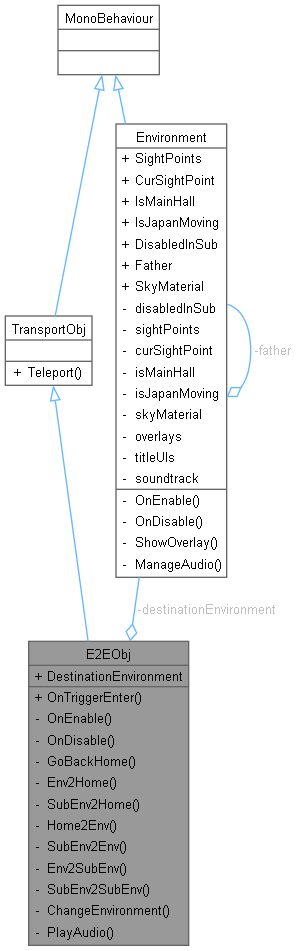 MonoBehaviour
Environment
+ SightPoints
+ CurSightPoint
+ IsMainHall
+ IsJapanMoving
+ DisabledInSub
+ Father
+ SkyMaterial
- disabledInSub
- sightPoints
- curSightPoint
- isMainHall
- isJapanMoving
- skyMaterial
- overlays
- titleUIs
- soundtrack
- OnEnable()
- OnDisable()
- ShowOverlay()
- ManageAudio()
-father
TransportObj
+ Teleport()
-destinationEnvironment
E2EObj
+ DestinationEnvironment
+ OnTriggerEnter()
- OnEnable()
- OnDisable()
- GoBackHome()
- Env2Home()
- SubEnv2Home()
- Home2Env()
- SubEnv2Env()
- Env2SubEnv()
- SubEnv2SubEnv()
- ChangeEnvironment()
- PlayAudio()